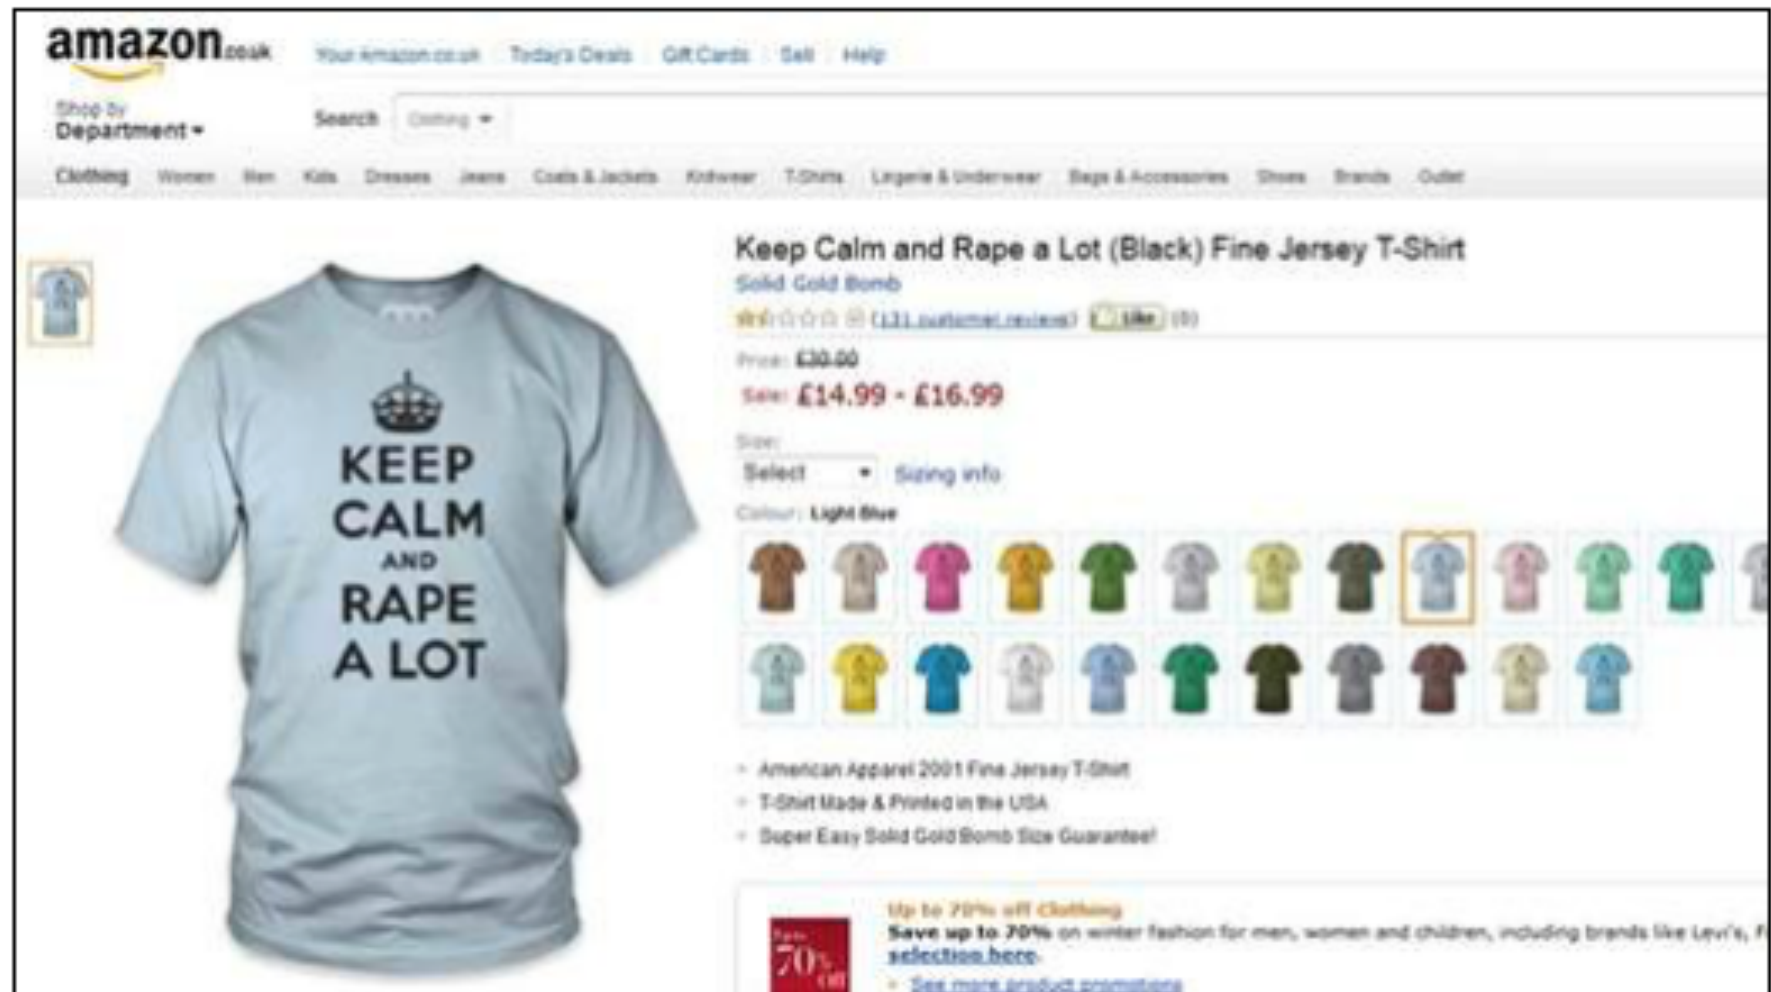 amazon.co.uk
Your Amazon.co.uk Today's Deals Gift Cards Sell Help
Shop by
Department
Search Clothing
Clothing Women Men Kids Dresses Jeans Coats & Jackets Knitwear T-Shirts Lingerie & Underwear Bags & Accessories Shoes Brands Outlet
Keep Calm and Rape a Lot (Black) Fine Jersey T-Shirt
Solid Gold Bomb
customer reviews) Like (0)
Price: £30.00
Sale: £14.99 - £16.99
Size:
Select Sizing info
Colour: Light Blue
KEEP
CALM
AND
RAPE
A LOT
American Apparel 2001 Fine Jersey T-Shirt
T-Shirt Made & Printed in the USA
Super Easy Solid Gold Bomb Size Guarantee!
Up to 70% off Clothing
Save up to 70% on winter fashion for men, women and children, including brands like Levi's, F
selection here.
See more product promotions
70% off